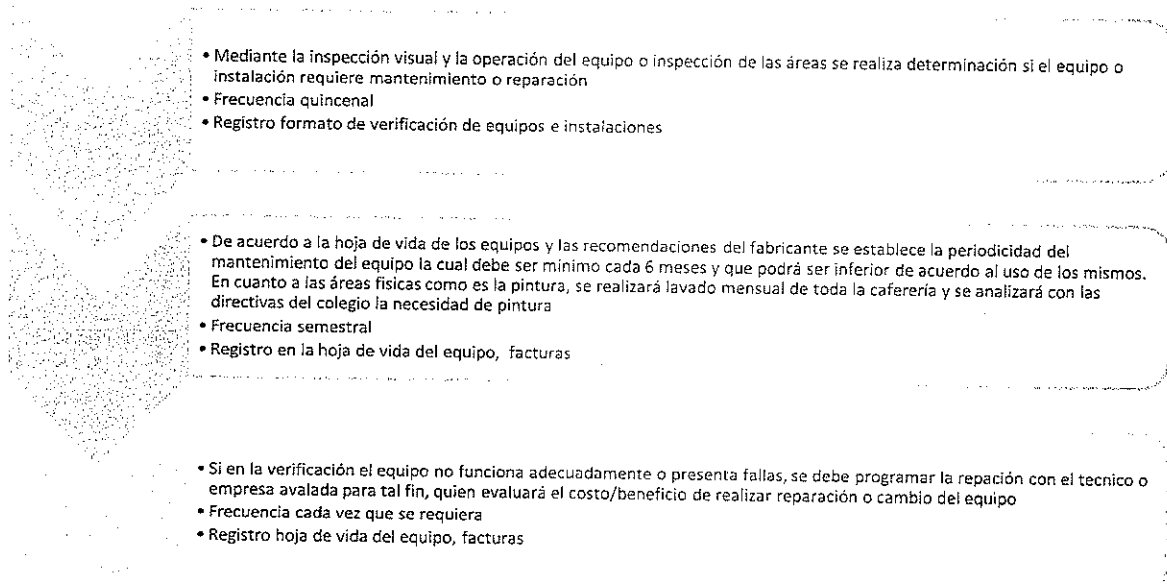 • Mediante la inspección visual y la operación del equipo o inspección de las áreas se realiza determinación si el equipo o
instalación requiere mantenimiento o reparación
• Frecuencia quincenal
• Registro formato de verificación de equipos e instalaciones
• De acuerdo a la hoja de vida de los equipos y las recomendaciones del fabricante se establece la periodicidad del
mantenimiento del equipo la cual debe ser mínimo cada 6 meses y que podrá ser inferior de acuerdo al uso de los mismos.
En cuanto a las áreas fisicas como es la pintura, se realizará lavado mensual de toda la caferería y se analizará con las
directivas del colegio la necesidad de pintura
• Frecuencia semestral
• Registro en la hoja de vida del equipo, facturas
• Si en la verificación el equipo no funciona adecuadamente o presenta fallas, se debe programar la repación con el tecnico o
empresa avalada para tal fin, quien evaluará el costo/beneficio de realizar reparación o cambio del equipo
• Frecuencia cada vez que se requiera
• Registro hoja de vida del equipo, facturas